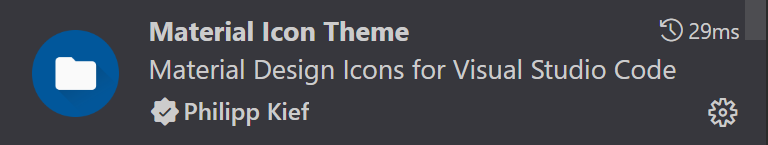 Material Icon Theme
29ms
Material Design Icons for Visual Studio Code
Philipp Kief